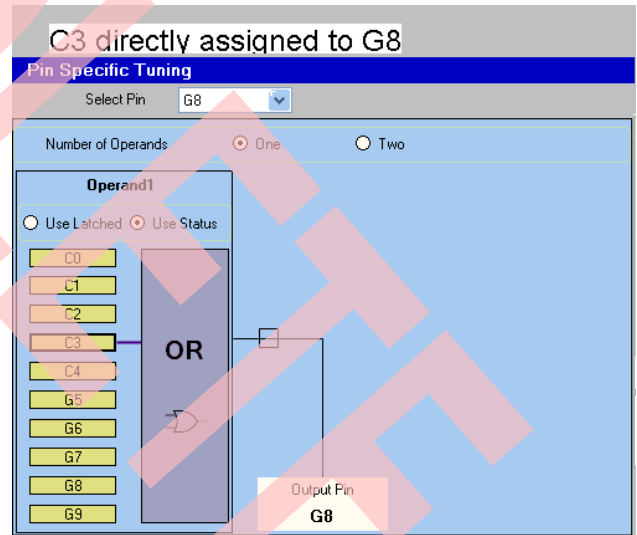 C3 directly assigned to G8
Pin Specific Tuning
Select Pin G8
Number of Operands One Two
Operand1
Use Latched Use Status
C0
C1
C2
C3
C4
G5
G6
G7
G8
G9
OR
Output Pin
G8